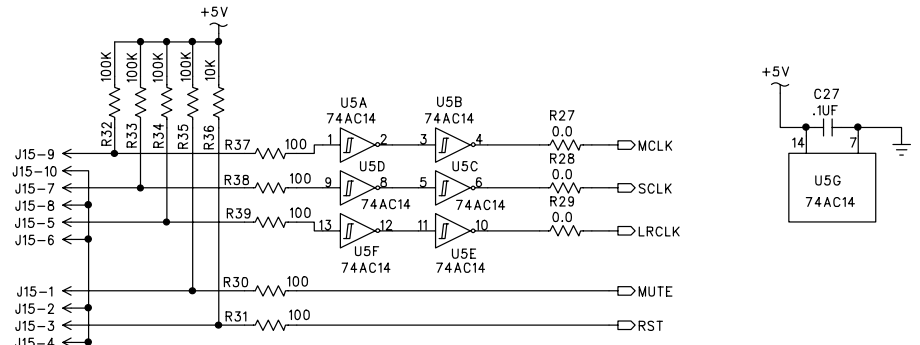 +5V
100K
100K
100K
100K
10K
R32
R33
R34
R35
R36
+5V
C27
.1UF
14
7
U5G
74AC14
J15-9
R37
100
U5A
74AC14
1
2
U5B
74AC14
3
4
R27
0.0
MCLK
J15-10
J15-7
R38
100
9
U5D
8
74AC14
5
U5C
6
74AC14
R28
0.0
SCLK
J15-8
J15-5
R39
100
13
12
U5F
74AC14
11
10
U5E
74AC14
R29
0.0
LRCLK
J15-6
J15-1
R30
100
MUTE
J15-2
J15-3
R31
100
RST
J15-4